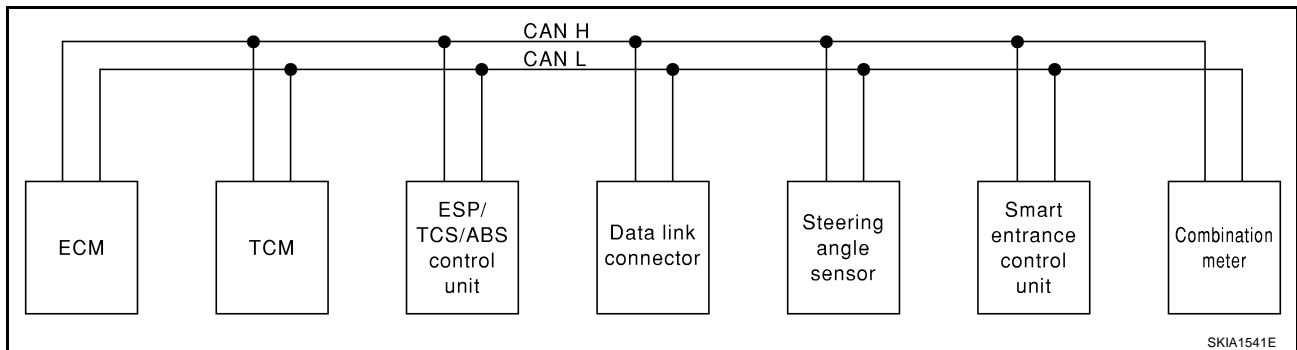 CAN H
CAN L
ECM
TCM
ESP/
TCS/ABS
control
unit
Data link
connector
Steering
angle
sensor
Smart
entrance
control
unit
Combination
meter
SKIA1541E